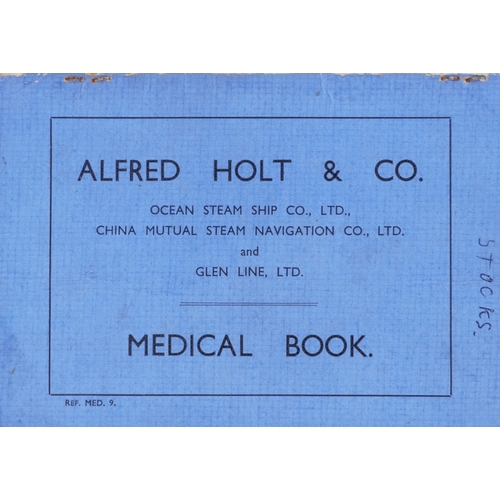 ALFRED HOLT & CO.
OCEAN STEAM SHIP CO., LTD.,
CHINA MUTUAL STEAM NAVIGATION CO., LTD.
and
GLEN LINE, LTD.
MEDICAL BOOK.
REF. MED. 9.
STOCKS.